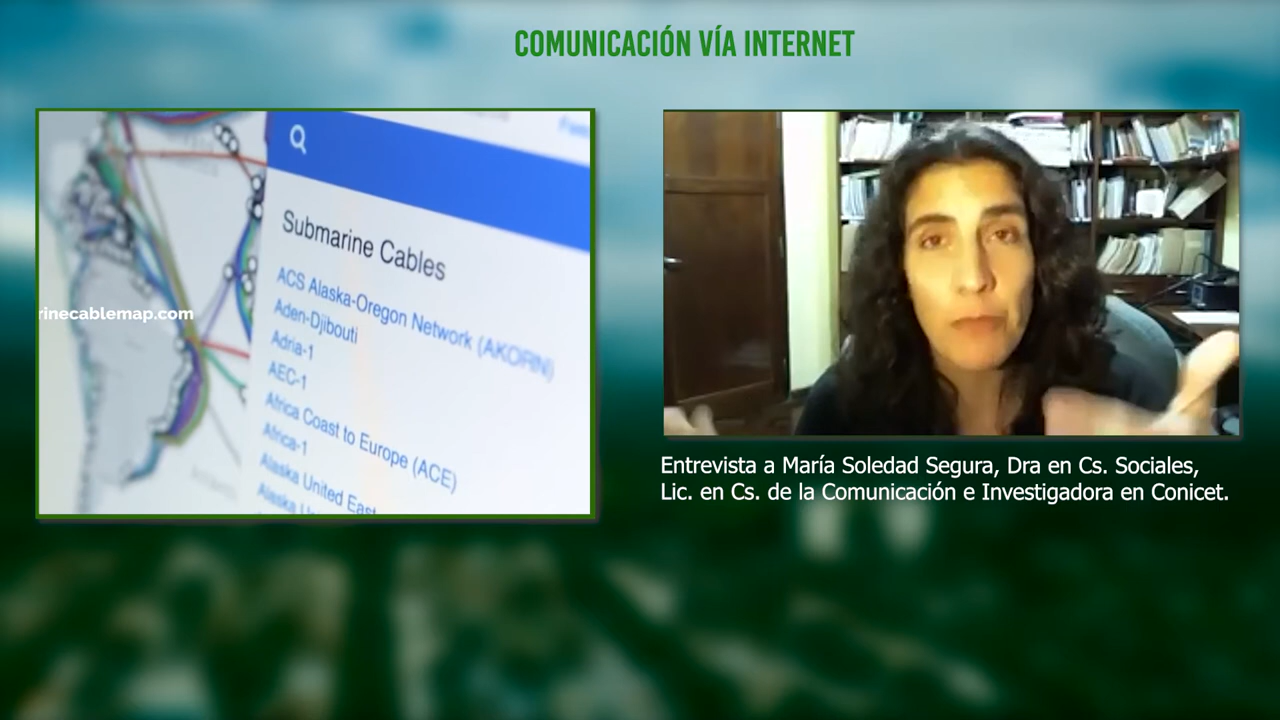 COMUNICACIÓN VÍA INTERNET
Submarine Cables
ACS Alaska-Oregon Network (AKORN)
Aden-Djibouti
rinecablemap.com
Adria-1
AEC-1
Africa Coast to Europe (ACE)
Africa-1
Alaska United East
Alaska
Entrevista a María Soledad Segura, Dra en Cs. Sociales,
Lic. en Cs. de la Comunicación e Investigadora en Conicet.